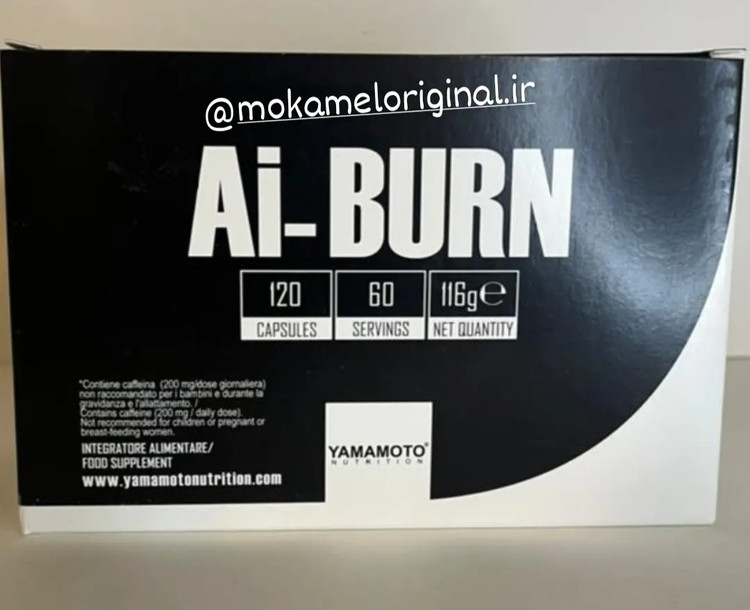 @mokameloriginal.ir
Ai-BURN
120 60 116g℮
CAPSULES SERVINGS NET QUANTITY
*Contiene caffeina (200 mg/dose giornaliera)
non raccomandato per i bambini e durante la
gravidanza e l'allattamento. /
Contains caffeine (200 mg / daily dose).
Not recommended for children or pregnant or
breast-feeding women.
INTEGRATORE ALIMENTARE/
FOOD SUPPLEMENT
www.yamamotonutrition.com
YAMAMOTO®
NUTRITION